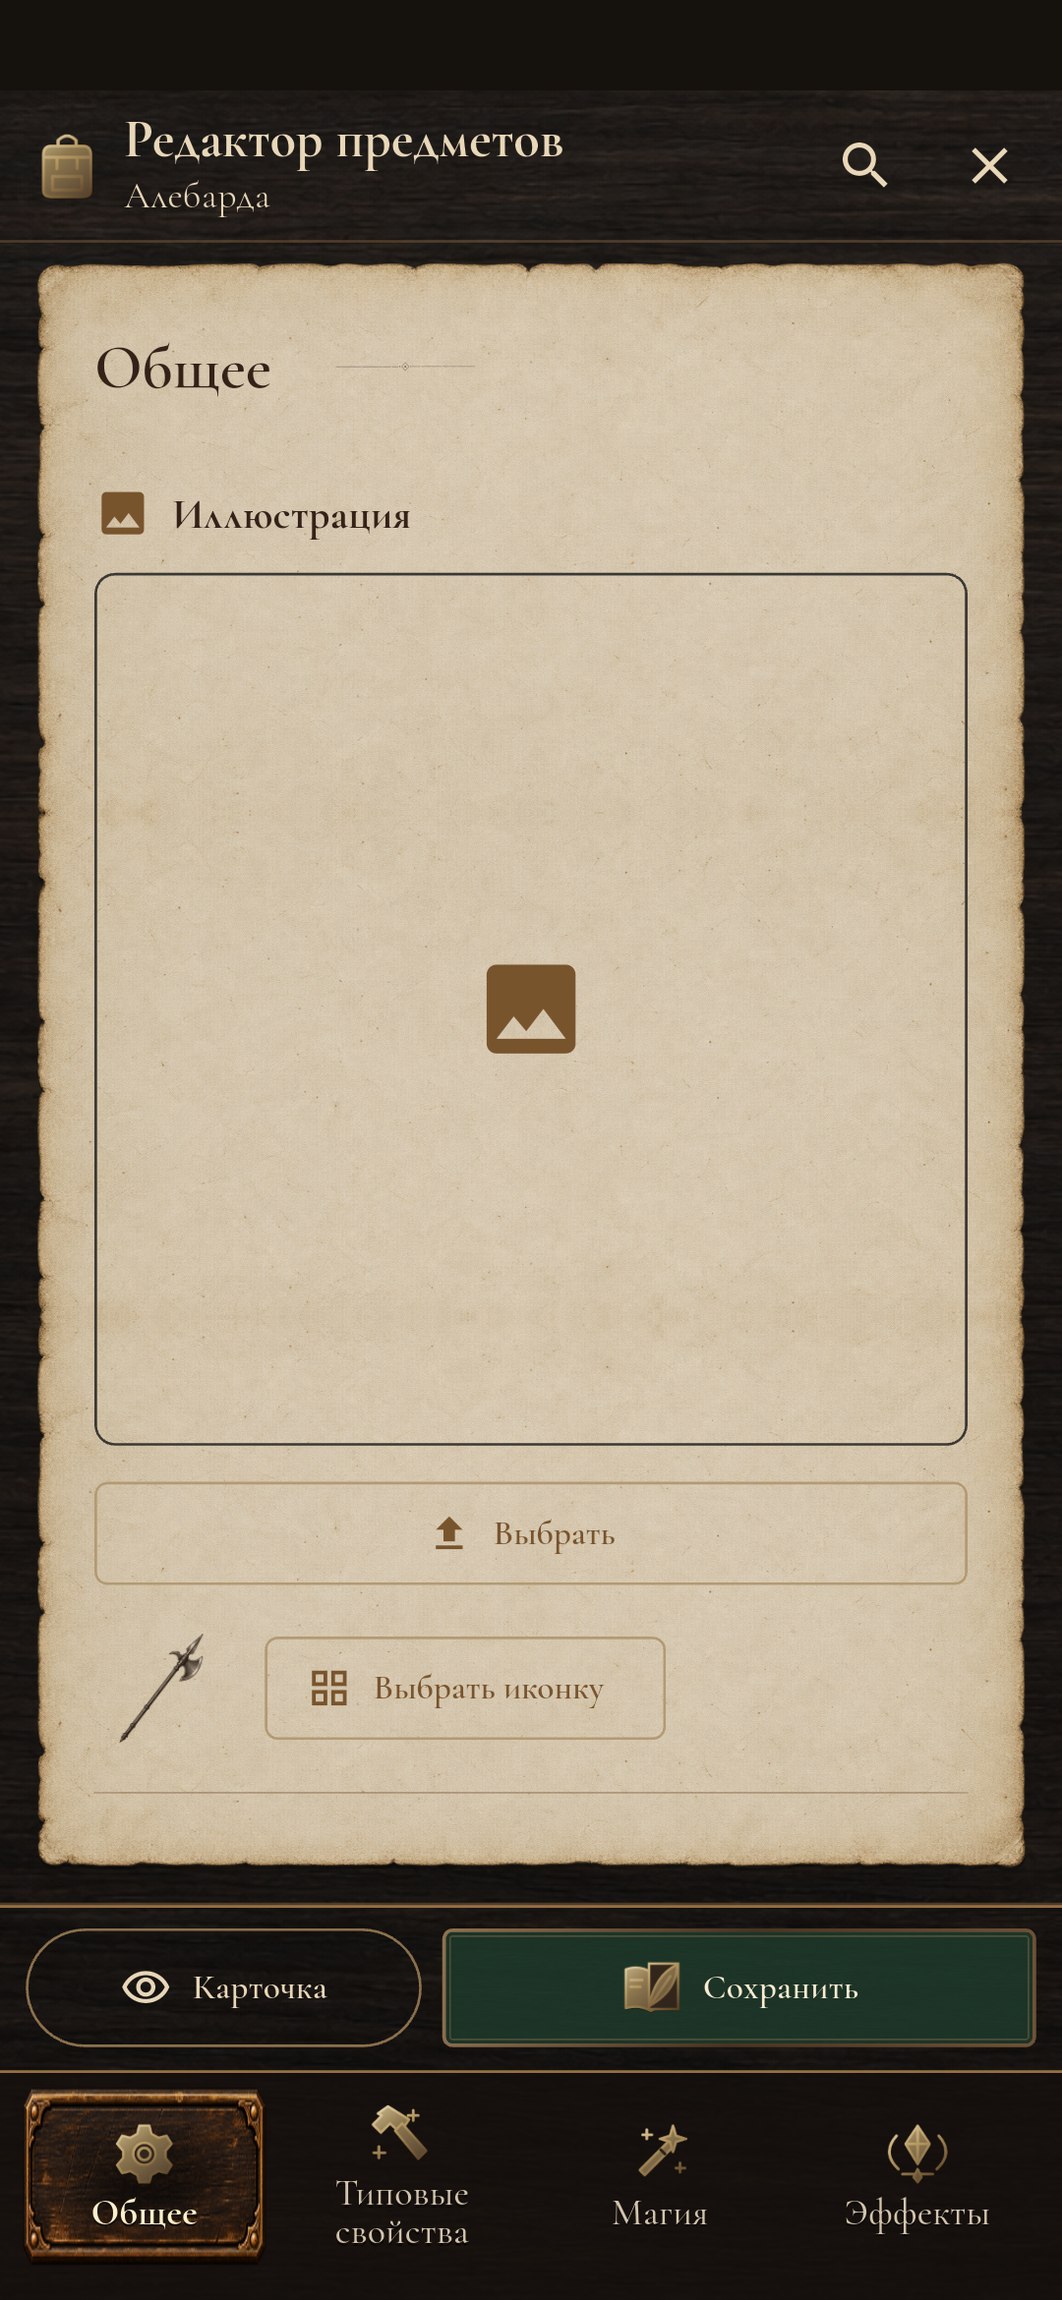 Редактор предметов
Алебарда
Общее
Иллюстрация
Выбрать
Выбрать иконку
Карточка
Сохранить
Общее
Типовые
свойства
Магия
Эффекты